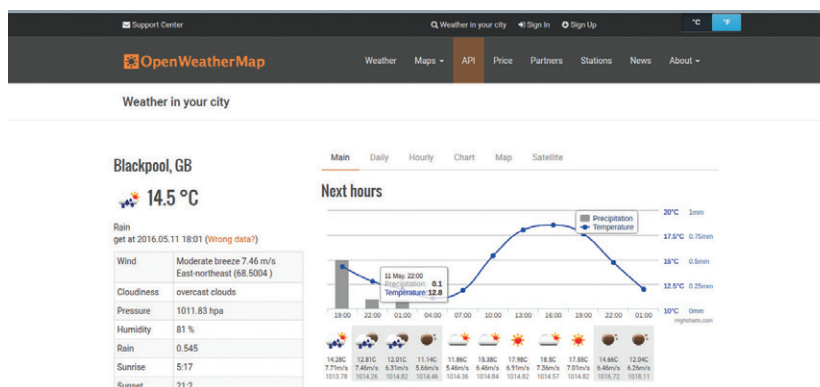 Support Center
Weather in your city Sign In Sign Up
°C °F
OpenWeatherMap
Weather Maps API Price Partners Stations News About
Weather in your city
Blackpool, GB
14.5 °C
Rain
get at 2016.05.11 18:01 (Wrong data?)
Wind Moderate breeze 7.46 m/s
East-northeast (68.5004 )
Cloudiness overcast clouds
Pressure 1011.83 hpa
Humidity 81 %
Rain 0.545
Sunrise 5:17
Sunset 21:2
Main Daily Hourly Chart Map Satellite
Next hours
Precipitation
Temperature
20°C 1mm
17.5°C 0.75mm
15°C 0.5mm
12.5°C 0.25mm
10°C 0mm
11 May. 22:00
Precipitation: 0.1
Temperature:12.8
19:00 22:00 01:00 04:00 07:00 10:00 13:00 16:00 19:00 22:00 01:00
Highcharts.com
14.28C 12.81C 12.01C 11.14C 11.86C 15.38C 17.98C 18.5C 17.55C 14.66C 12.04C
7.71m/s 7.46m/s 6.31m/s 5.66m/s 5.46m/s 6.46m/s 6.91m/s 7.36m/s 7.01m/s 6.46m/s 6.26m/s
1013.78 1014.26 1014.82 1014.46 1014.36 1014.84 1014.82 1014.57 1014.82 1016.72 1018.11